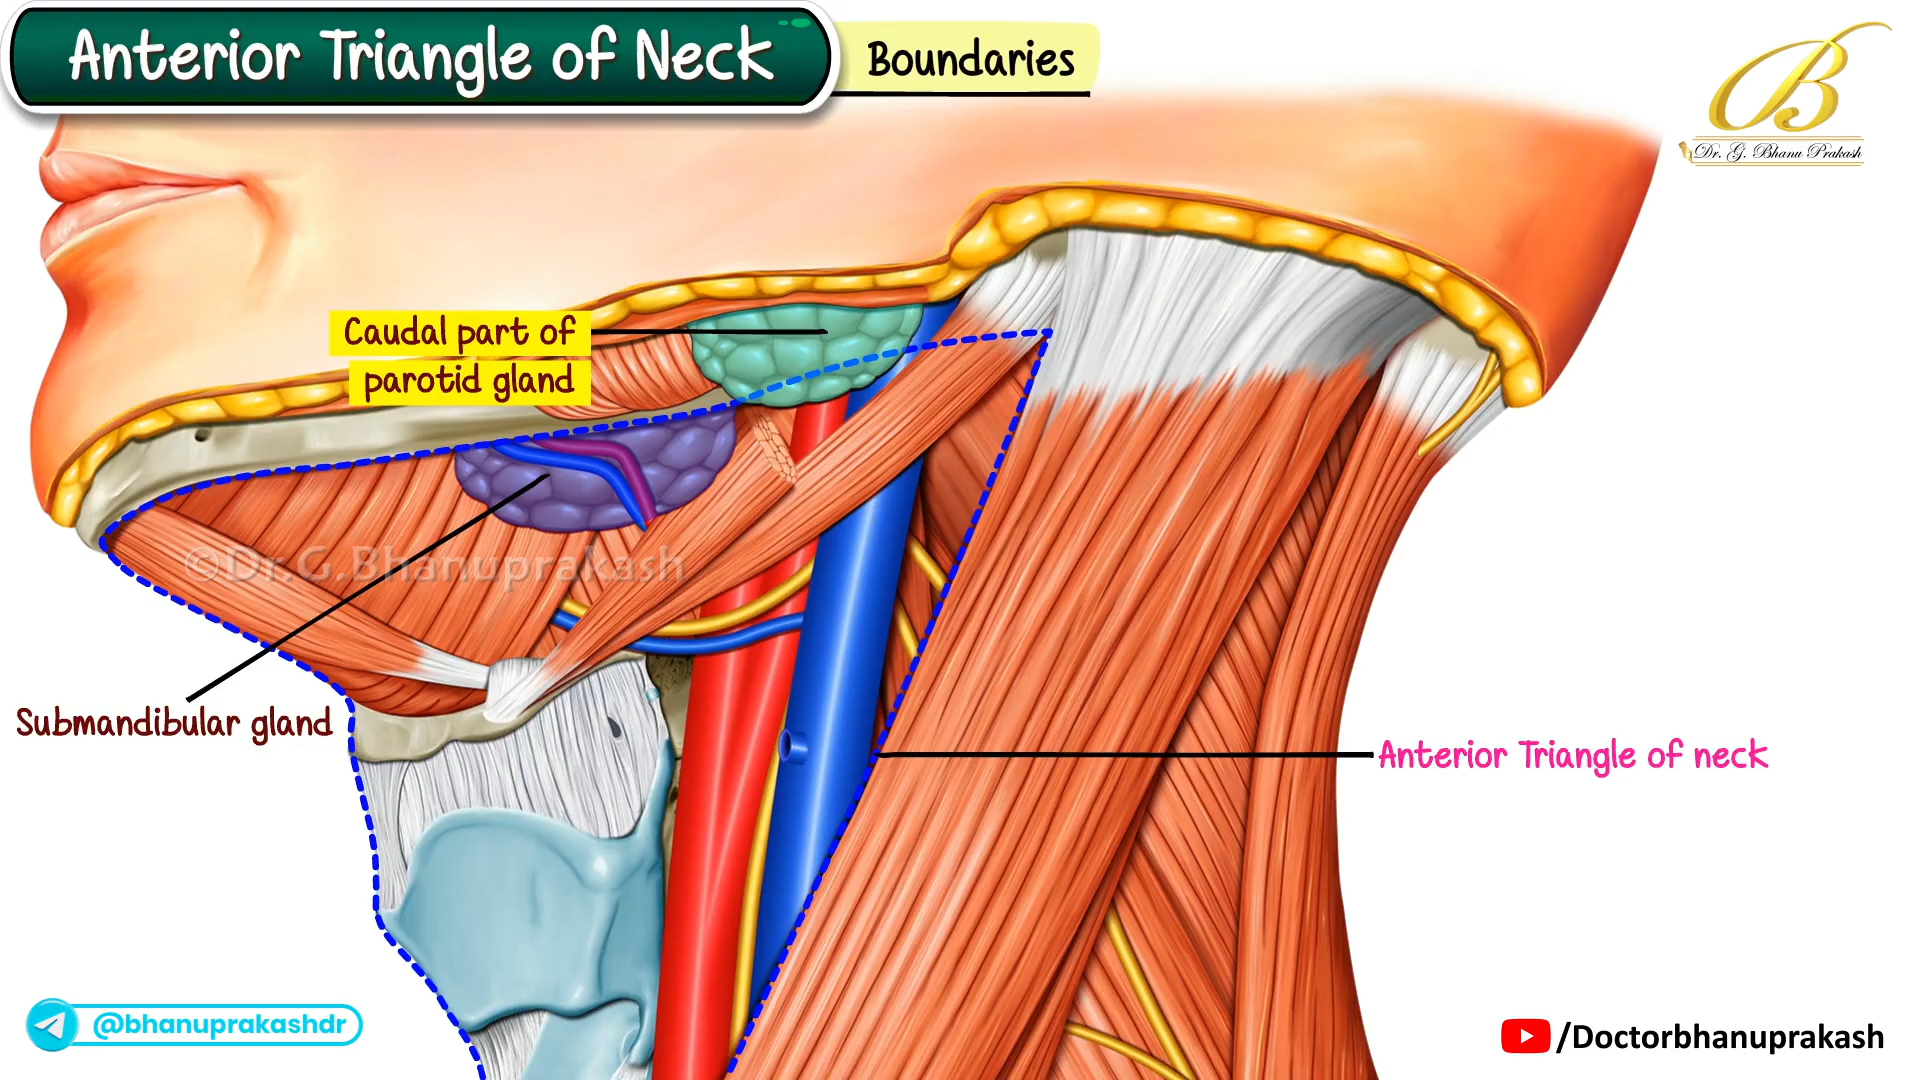 Anterior Triangle of Neck
Boundaries
B
Dr. G. Bhanu Prakash
Caudal part of
parotid gland
©Dr.G.Bhanuprakash
Submandibular gland
Anterior Triangle of neck
@bhanuprakashdr
/Doctorbhanuprakash